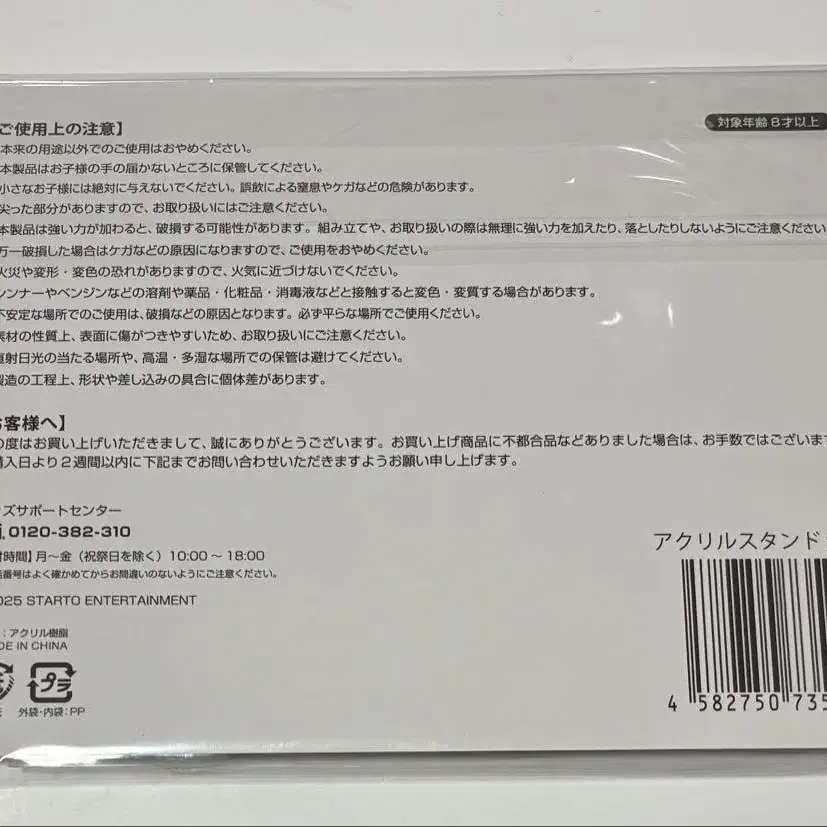 ご使用上の注意】
対象年齢8才以上
本来の用途以外でのご使用はおやめください。
本製品はお子様の手の届かないところに保管してください。
小さなお子様には絶対に与えないでください。誤飲による窒息やケガなどの危険があります。
尖った部分がありますので、お取り扱いにはご注意ください。
本製品は強い力が加わると、破損する可能性があります。組み立てや、お取り扱いの際は無理に強い力を加えたり、落としたりしないようにご注意ください
万一破損した場合はケガなどの原因になりますので、ご使用をおやめください。
火災や変形・変色の恐れがありますので、火気に近づけないでください。
シンナーやベンジンなどの溶剤や薬品・化粧品・消毒液などと接触すると変色・変質する場合があります。
不安定な場所でのご使用は、破損などの原因となります。必ず平らな場所でご使用ください。
素材の性質上、表面に傷がつきやすいため、お取り扱いにご注意ください。
直射日光の当たる場所や、高温・多湿な場所での保管は避けてください。
製造の工程上、形状や差し込みの具合に個体差があります。
お客様へ】
の度はお買い上げいただきまして、誠にありがとうございます。お買い上げ商品に不都合品などありました場合は、お手数ではございま
購入日より2週間以内に下記までお問い合わせいただきますようお願い申し上げます。
ズサポートセンター
0120-382-310
時間】月〜金(祝祭日を除く)10:00〜18:00
番号はよく確かめてからお間違いのないようにご注意ください。
025 STARTO ENTERTAINMENT
:アクリル樹脂
DE IN CHINA
プラ
外袋・内袋:PP
アクリルスタンド
4 582750 735